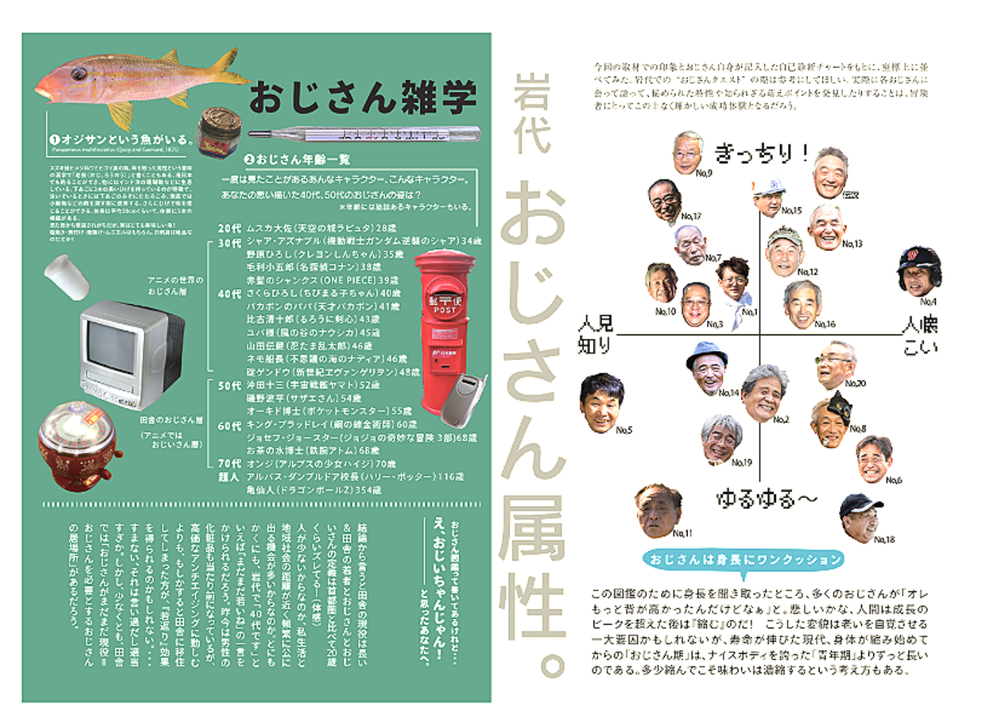 おじさん雑学
❶オジサンという魚がいる。
Parupeneus multifasciatus (Quoy and Gaimard, 1825)
❷おじさん年齢一覧
一度は見たことがあるあんなキャラクター、こんなキャラクター。
あなたの思い描いた40代、50代のおじさんの姿は？
※年齢には諸説あるキャラクターもいる。
アニメの世界の
おじさん層
田舎のおじさん層
（アニメでは
おじいさん層）
20代 ムスカ大佐（天空の城ラピュタ）28歳
30代 シャア・アズナブル（機動戦士ガンダム逆襲のシャア）34歳
野原ひろし（クレヨンしんちゃん）35歳
毛利小五郎（名探偵コナン）38歳
赤髪のシャンクス（ONE PIECE）39歳
40代 さくらひろし（ちびまる子ちゃん）40歳
バカボンのパパ（天才バカボン）41歳
比古清十郎（るろうに剣心）43歳
ユパ様（風の谷のナウシカ）45歳
山田伝蔵（忍たま乱太郎）46歳
ネモ船長（不思議の海のナディア）46歳
碇ゲンドウ（新世紀ヱヴァンゲリヲン）48歳
50代 沖田十三（宇宙戦艦ヤマト）52歳
磯野波平（サザエさん）54歳
オーキド博士（ポケットモンスター）55歳
60代 キング・ブラッドレイ（鋼の錬金術師）60歳
ジョセフ・ジョースター（ジョジョの奇妙な冒険 3部）68歳
お茶の水博士（鉄腕アトム）68歳
70代 オンジ（アルプスの少女ハイジ）70歳
超人 アルバス・ダンブルドア校長（ハリー・ポッター）116歳
亀仙人（ドラゴンボールZ）354歳
郵〒便
POST
おじさん図鑑って書いてあるけれど…
え、おじいちゃんじゃん！
と思ったあなたへ。
結論から言うと田舎の現役は長い
＆田舎の若者とおじさんとおじ
いさんの定義は首都圏と比べて20歳
くらいズレてる！（体感）
人が少ないからなのか、私生活と
地域社会の距離が近く頻繁に公に
出る機会が多いからなのか。とにも
かくにも、岩代で「40代です」と
いえば「まだまだ若いね」の一言を
かけられるだろう。昨今は男性の
化粧品も当たり前になっているが、
高価なアンチエイジングに勤しむ
よりも、もしかすると田舎に移住
してしまった方が、『若返り』効果
を得られるのかもしれない。・・・
すまない、それは言い過ぎだし適当
すぎか。しかし、少なくとも、田舎
では「おじさんがまだまだ現役＝
おじさんを必要とするおじさん
の居場所」があるだろう。
岩代 おじさん属性。
今回の取材での印象とおじさん自身が記入した自己診断チャートをもとに、座標上に並
べてみた。岩代での“おじさんクエスト”の際は参考にしてほしい。実際に各おじさんに
会って語って、秘められた特性や知られざる萌えポイントを発見したりすることは、冒険
者にとってこの上なく輝かしい成功体験となるだろう。
きっちり！
No,9
伝説
No,17
No,15
No,13
No,7
No,12
No,4
No,10
No,3
No,1
No,16
人見
知り
人懐
こい
No,14
No,20
No,5
No,2
No,8
No,19
No,6
ゆるゆる～
No,11
No,18
おじさんは身長にワンクッション
この図鑑のために身長を聞き取ったところ、多くのおじさんが「オレ
もっと背が高かったんだけどなぁ」と。悲しいかな、人間は成長の
ピークを超えた後は『縮む』のだ！　こうした変貌は老いを自覚させる
一大要因かもしれないが、寿命が伸びた現代、身体が縮み始めて
からの「おじさん期」は、ナイスボディを誇った「青年期」よりずっと長い
のである。多少縮んでこそ味わいは濃縮するという考え方もある。